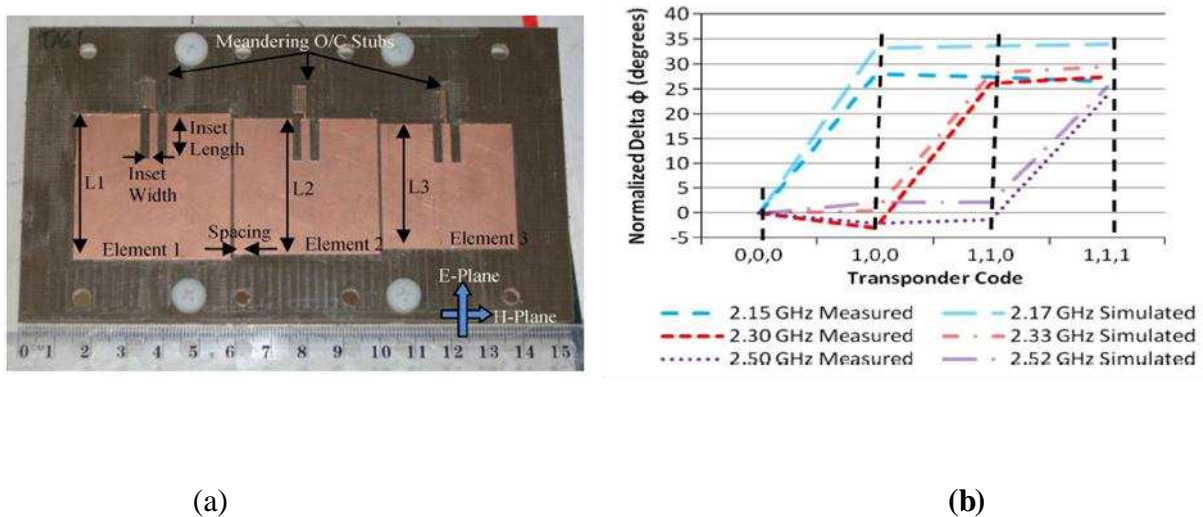 TAG 1
Meandering O/C Stubs
Inset
Length
Inset
Width
L1
L2
L3
Spacing
Element 1
Element 2
Element 3
E-Plane
H-Plane
0 1 2 3 4 5 6 7 8 9 10 11 12 13 14 15
(a)
(b)
Normalized Delta ϕ (degrees)
40
35
30
25
20
15
10
5
0
-5
0,0,0 1,0,0 1,1,0 1,1,1
Transponder Code
2.15 GHz Measured 2.17 GHz Simulated
2.30 GHz Measured 2.33 GHz Simulated
2.50 GHz Measured 2.52 GHz Simulated
(a) (b)